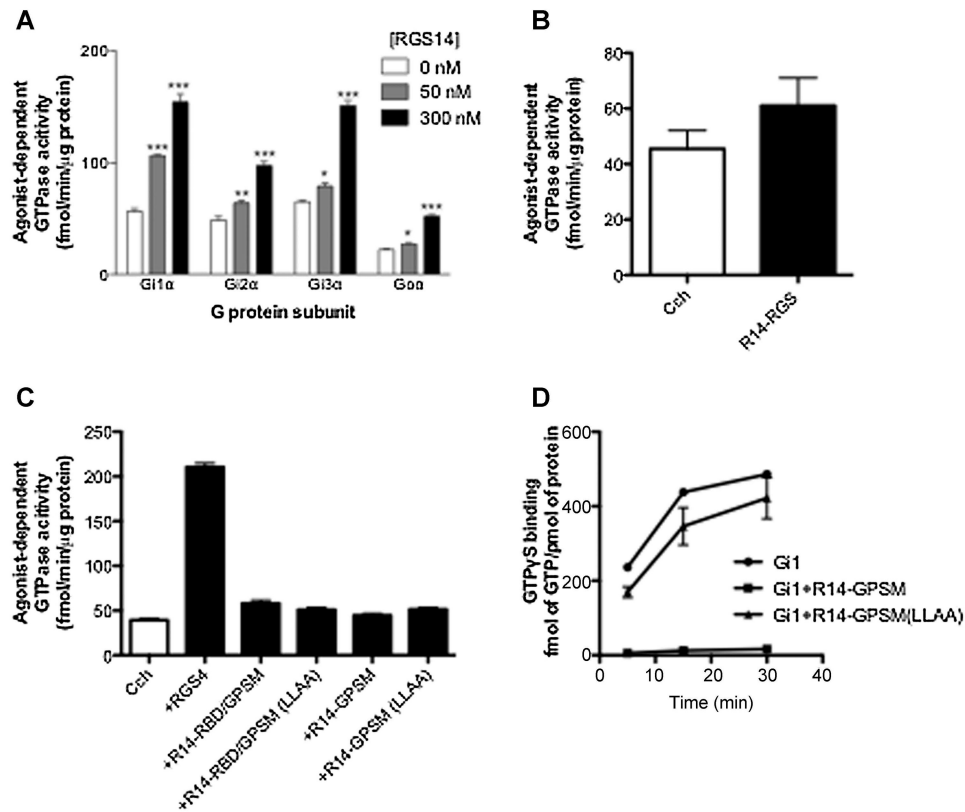 A
[RGS14]
0 nM
50 nM
300 nM
Agonist-dependent
GTPase acitivity
(fmol/min/µg protein)
200
100
0
***
***
**
***
*
***
*
***
Gi1α
Gi2α
Gi3α
Goα
G protein subunit
B
Agonist-dependent
GTPase acitivity
(fmol/min/µg protein)
80
60
40
20
0
Cch
R14-RGS
C
Agonist-dependent
GTPase acitivity
(fmol/min/µg protein)
250
200
150
100
50
0
Cch
+RGS4
+R14-RBD/GPSM
+R14-RBD/GPSM (LLAA)
+R14-GPSM
+R14-GPSM (LLAA)
D
GTPγS binding
fmol of GTP/pmol of protein
600
400
200
0
Gi1
Gi1+R14-GPSM
Gi1+R14-GPSM(LLAA)
0 10 20 30 40
Time (min)